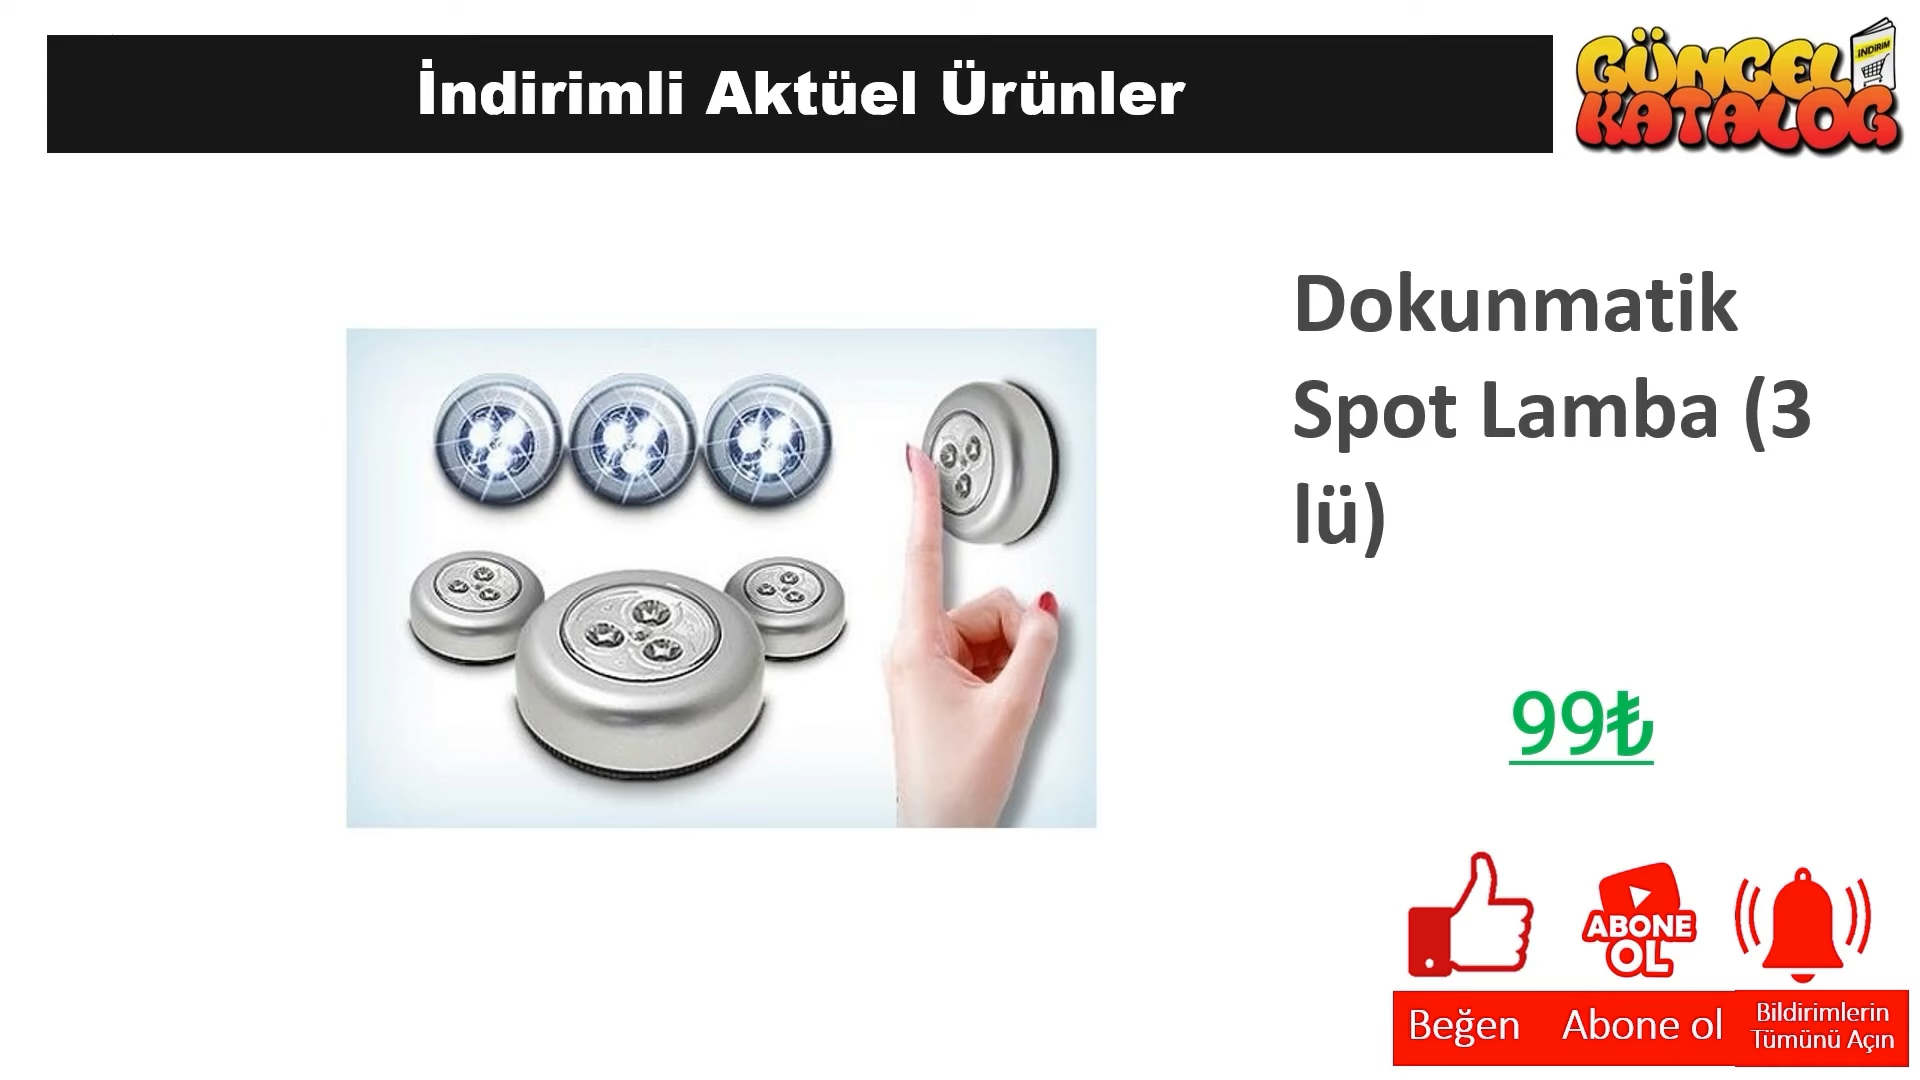 İndirimli Aktüel Ürünler
GÜNCEL
KATALOG
İNDİRİM
Dokunmatik
Spot Lamba (3
lü)
99₺
ABONE
OL
Beğen
Abone ol
Bildirimlerin
Tümünü Açın